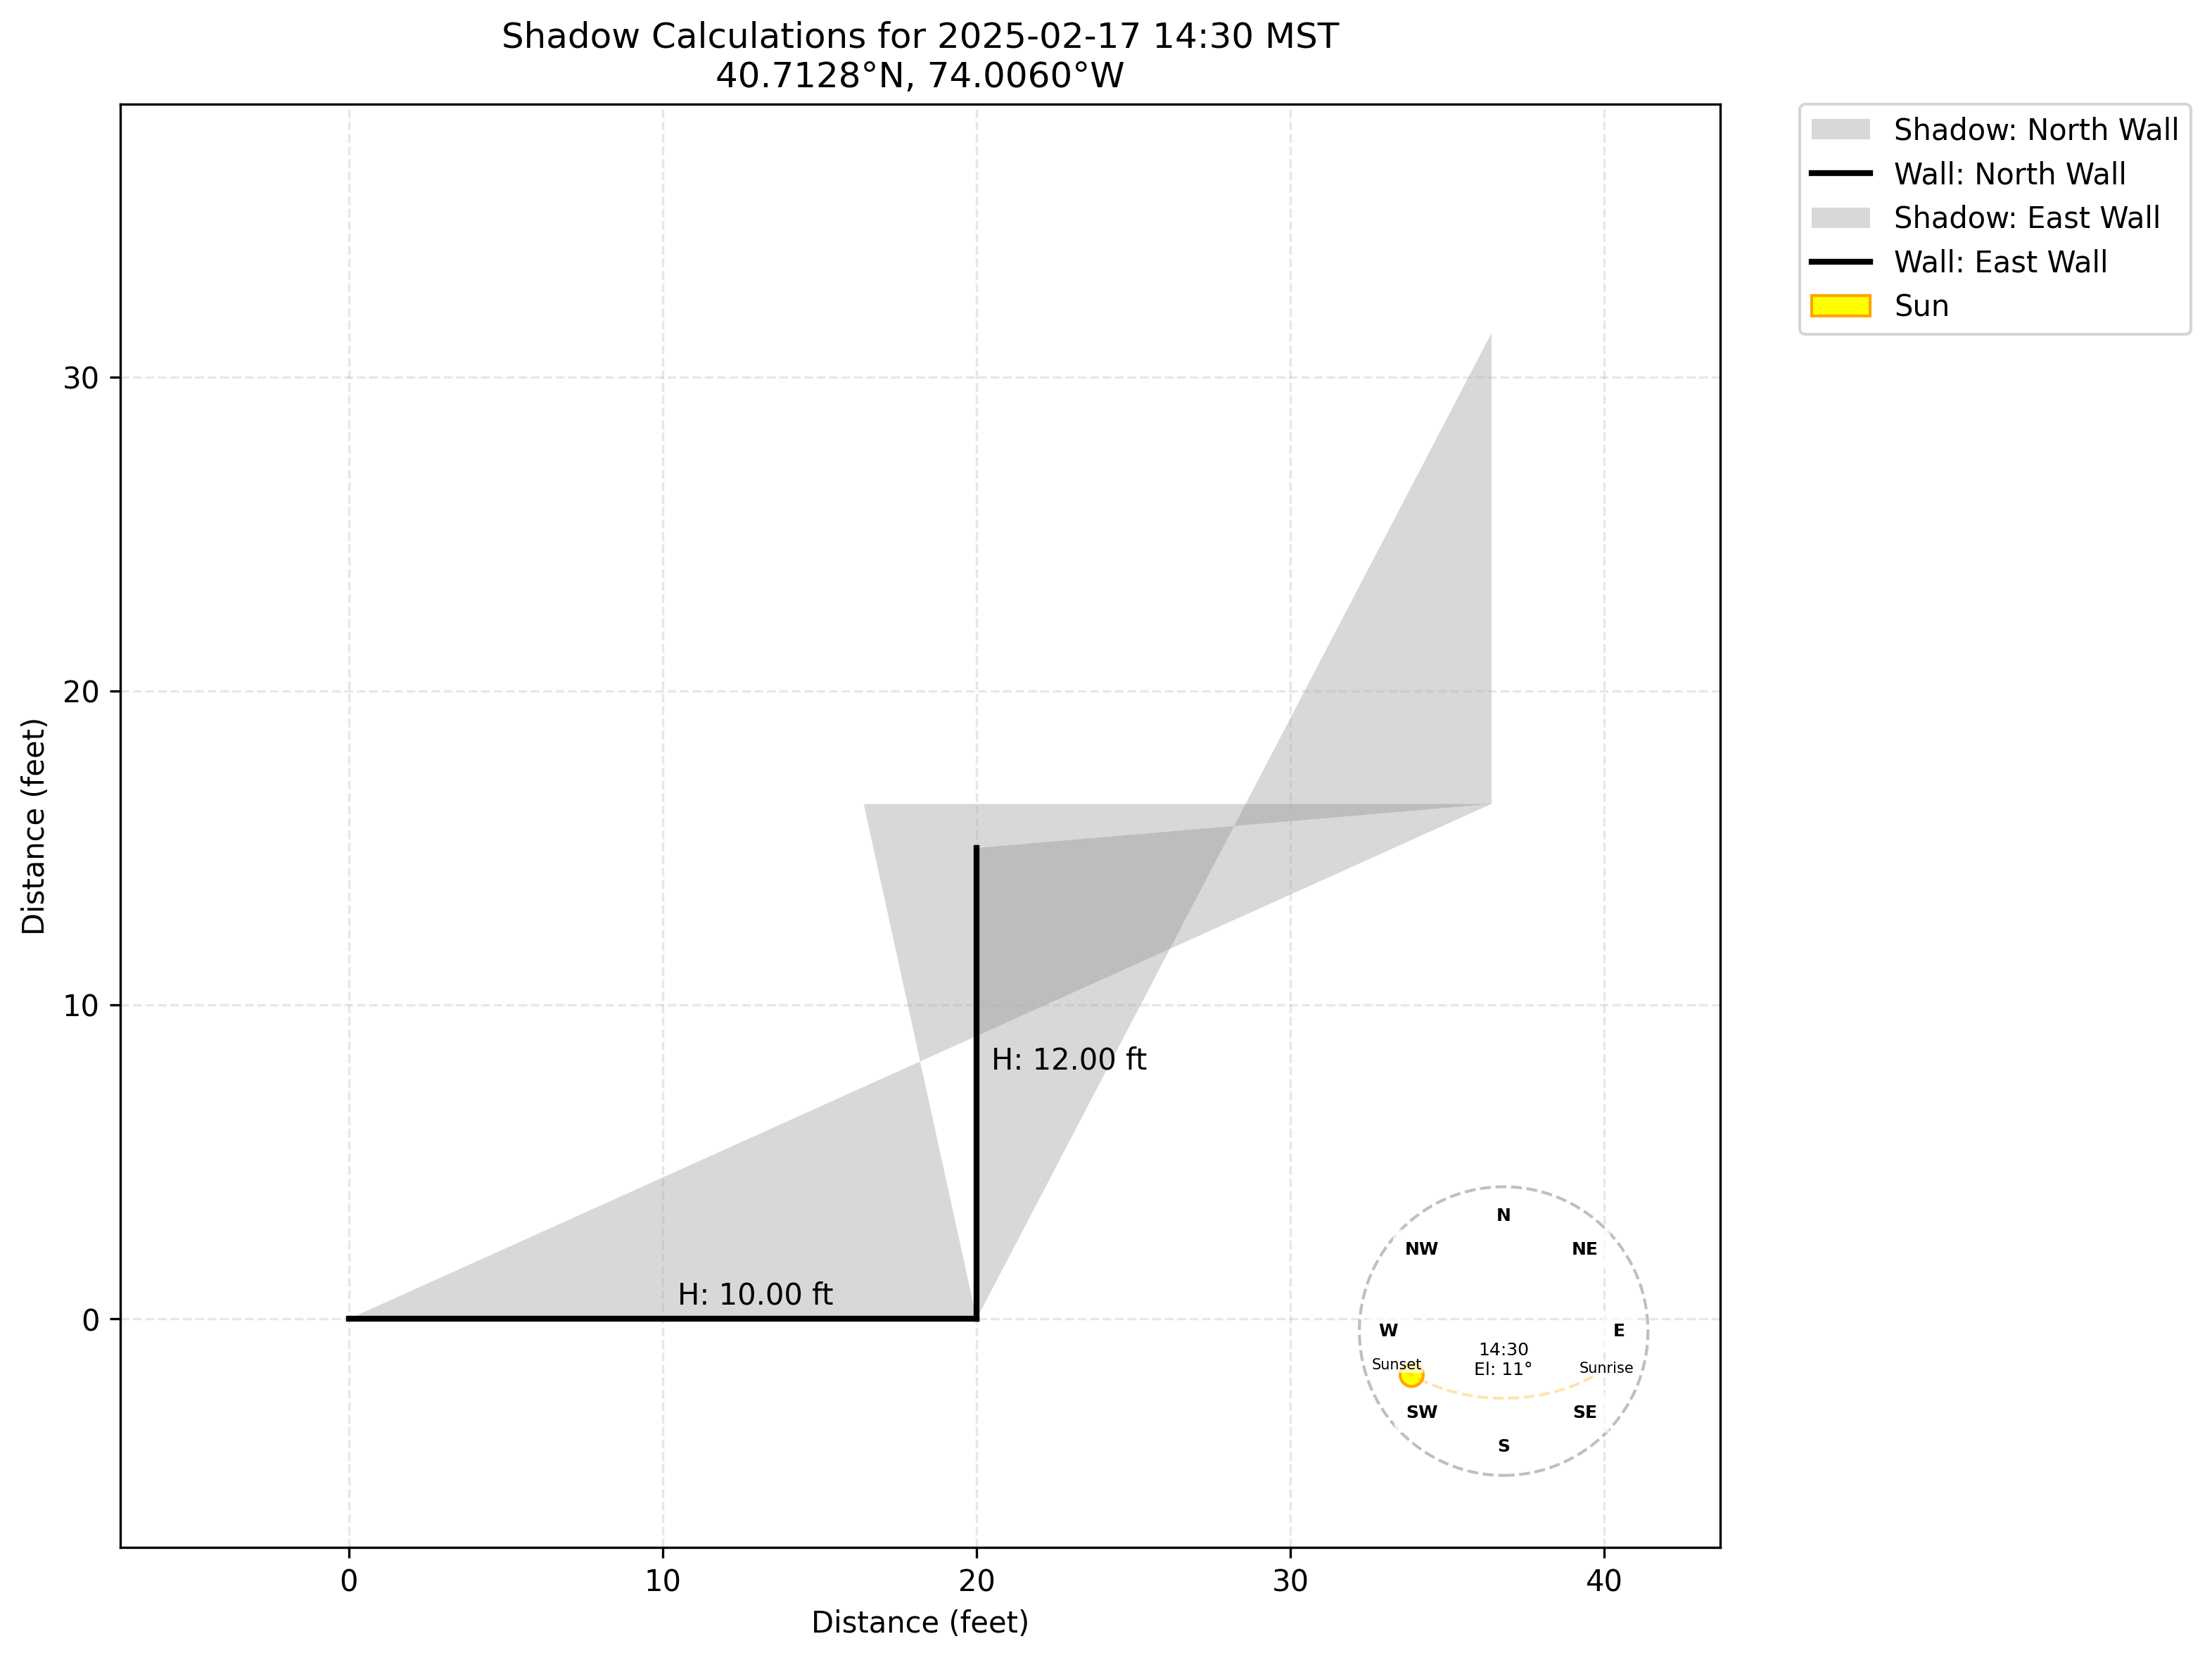 Shadow Calculations for 2025-02-17 14:30 MST
40.7128°N, 74.0060°W
Shadow: North Wall
Wall: North Wall
Shadow: East Wall
Wall: East Wall
Sun
Distance (feet)
30
20
10
0
H: 12.00 ft
H: 10.00 ft
N
NW
NE
W
E
14:30
El: 11°
Sunset
Sunrise
SW
SE
S
0
10
20
30
40
Distance (feet)